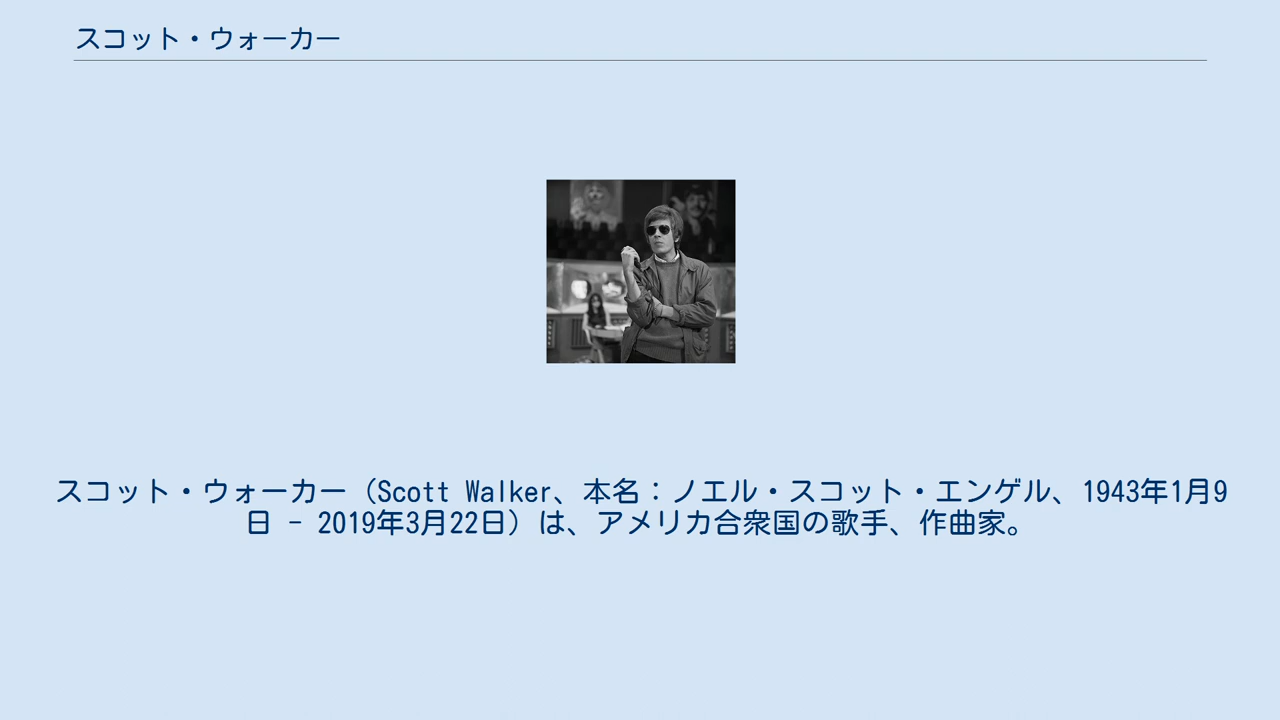 スコット・ウォーカー
スコット・ウォーカー（Scott Walker、本名：ノエル・スコット・エンゲル、1943年1月9
日 - 2019年3月22日）は、アメリカ合衆国の歌手、作曲家。